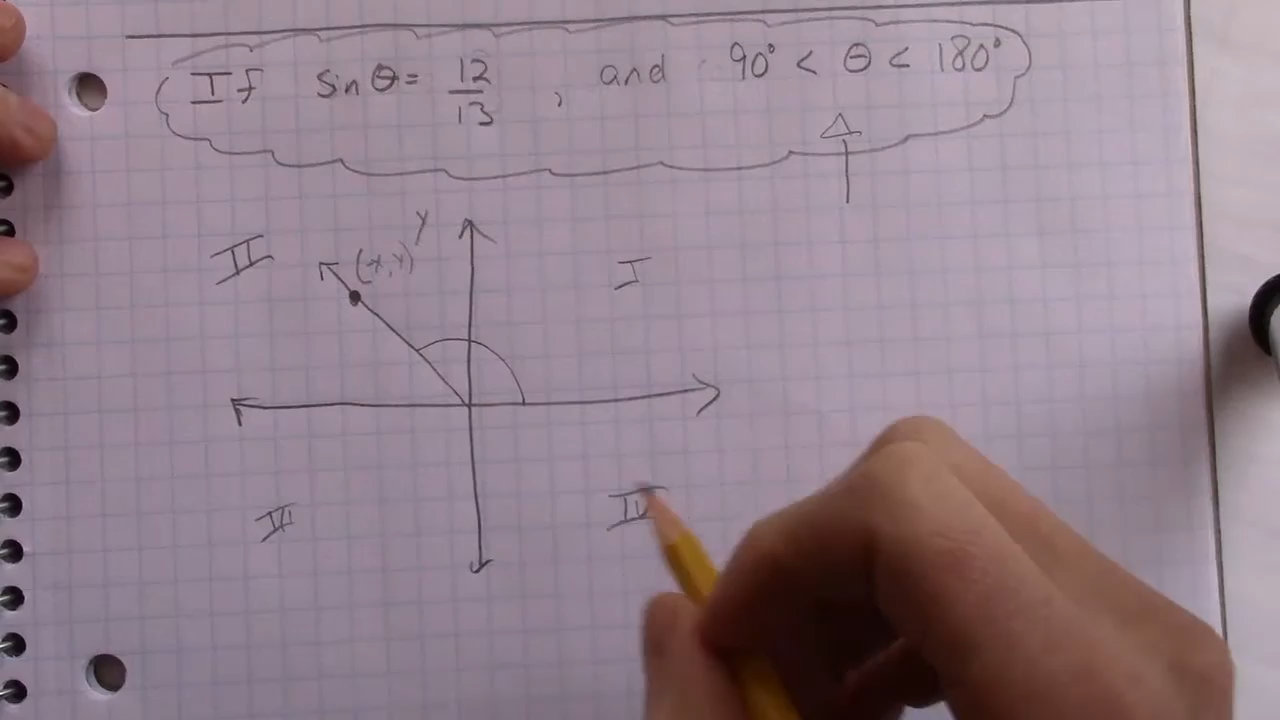 If sin θ = 12/13, and 90° < θ < 180°
y
II
(-x,y)
I
III
IV